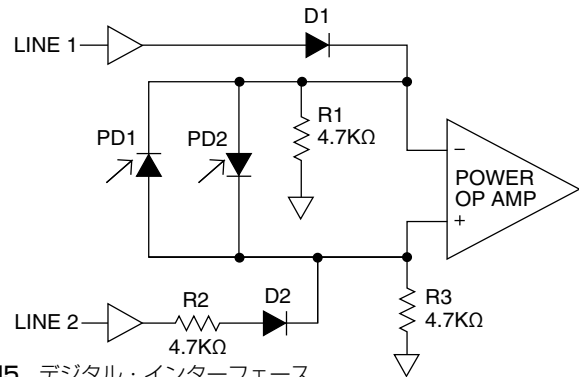 D1
LINE 1
R1
4.7KΩ
PD1
PD2
−
POWER
OP AMP
+
R2
D2
R3
4.7KΩ
LINE 2
4.7KΩ
デジタル・インターフェース